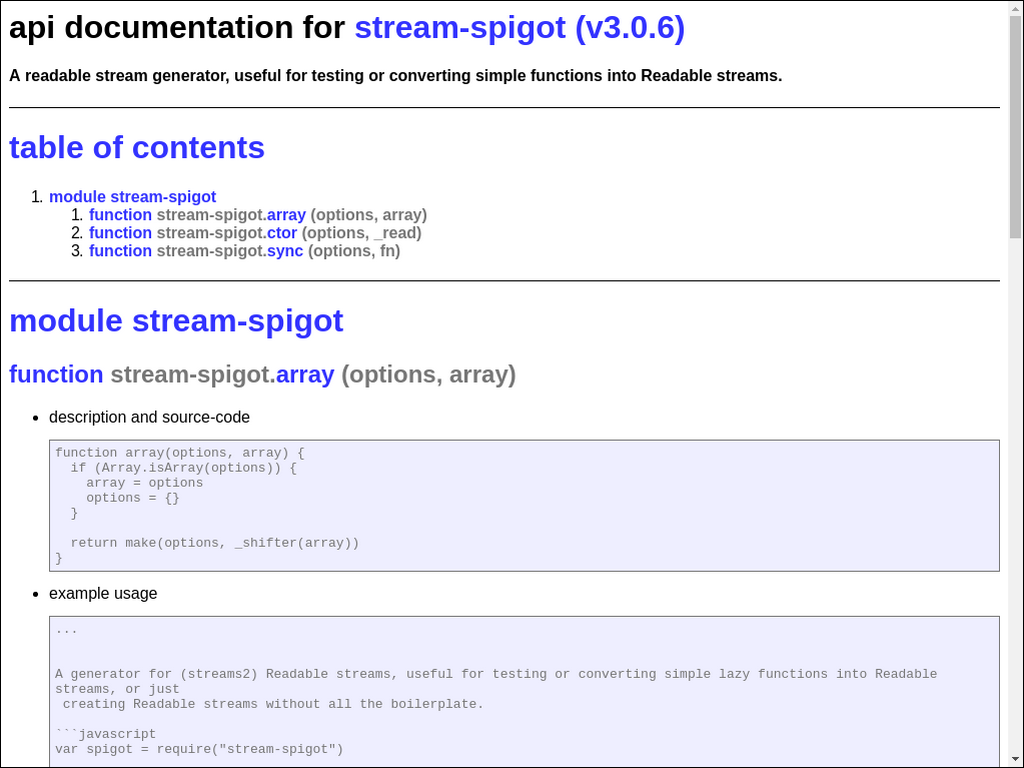 api documentation for stream-spigot (v3.0.6)
A readable stream generator, useful for testing or converting simple functions into Readable streams.
table of contents
1. module stream-spigot
1. function stream-spigot.array (options, array)
2. function stream-spigot.ctor (options, _read)
3. function stream-spigot.sync (options, fn)
module stream-spigot
function stream-spigot.array (options, array)
• description and source-code
function array(options, array) {
  if (Array.isArray(options)) {
    array = options
    options = {}
  }

  return make(options, _shifter(array))
}
• example usage
...

A generator for (streams2) Readable streams, useful for testing or converting simple lazy functions into Readable
streams, or just
 creating Readable streams without all the boilerplate.

```javascript
var spigot = require("stream-spigot")